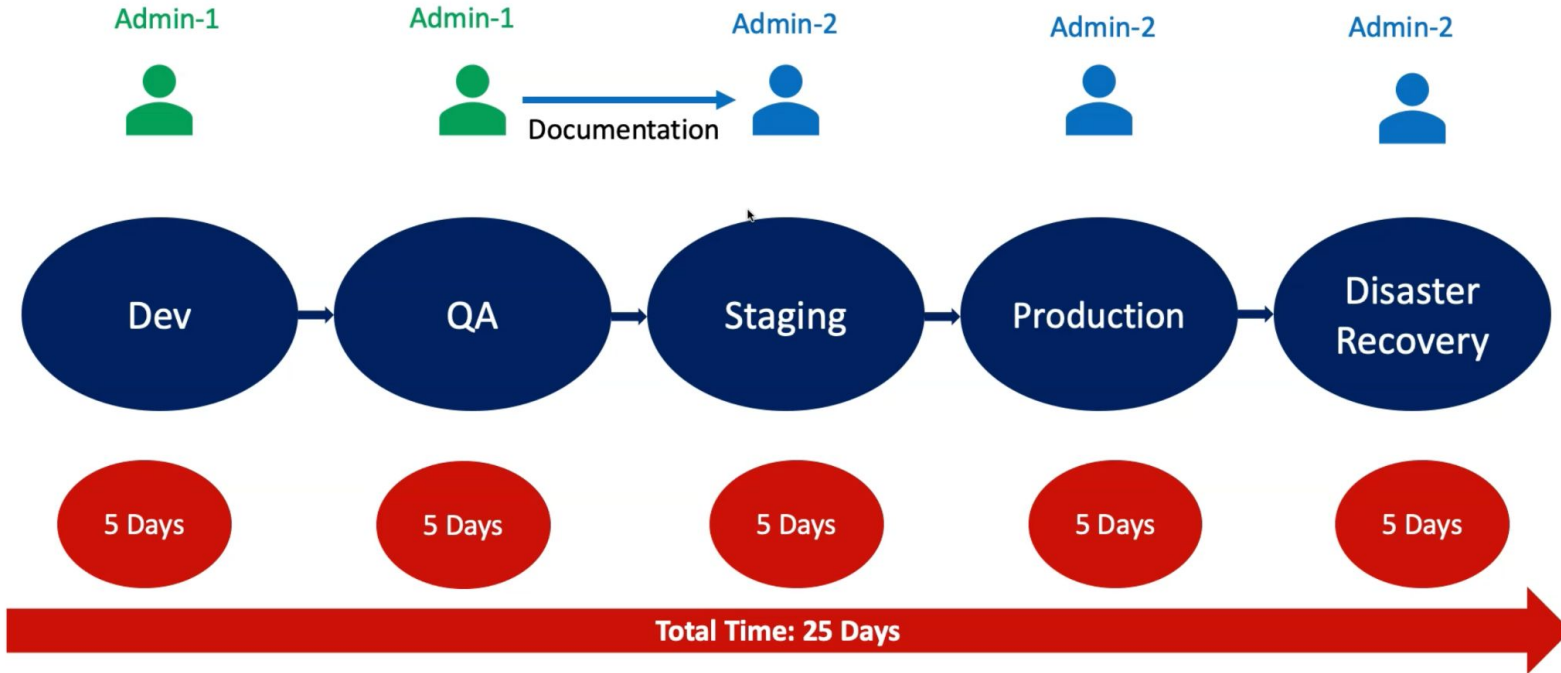 Admin-1
Admin-1
Admin-2
Admin-2
Admin-2
Documentation
Dev
QA
Staging
Production
Disaster
Recovery
5 Days
5 Days
5 Days
5 Days
5 Days
Total Time: 25 Days